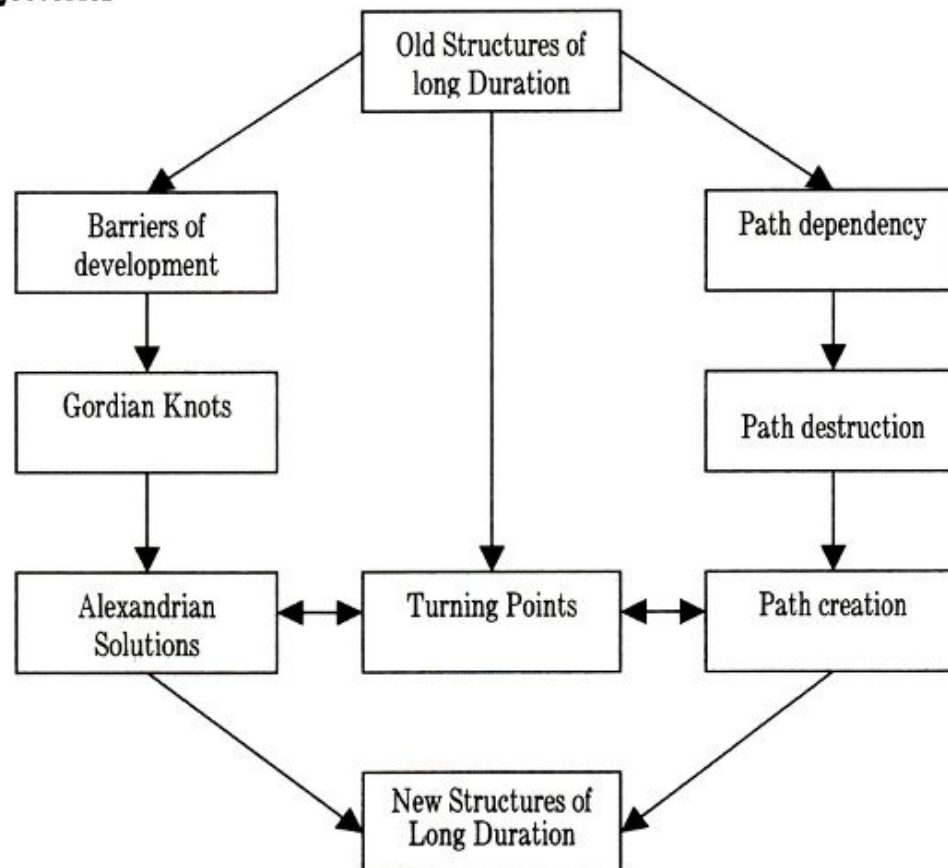 Old Structures of
long Duration
Barriers of
development
Path dependency
Gordian Knots
Path destruction
Alexandrian
Solutions
Turning Points
Path creation
New Structures of
Long Duration